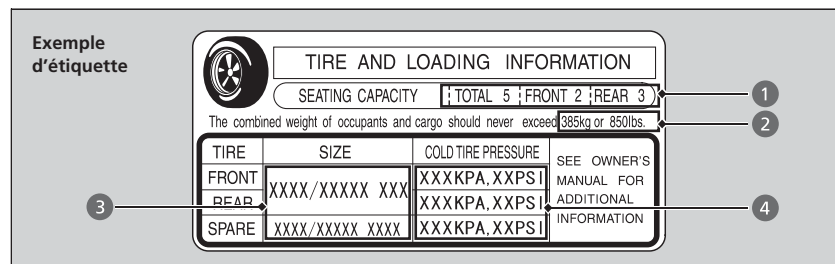 Exemple
d'étiquette
TIRE AND LOADING INFORMATION
SEATING CAPACITY TOTAL 5 FRONT 2 REAR 3
1
The combined weight of occupants and cargo should never exceed 385kg or 850lbs.
2
TIRE SIZE COLD TIRE PRESSURE
SEE OWNER'S
MANUAL FOR
ADDITIONAL
INFORMATION
FRONT XXXX/XXXXX XXX XXXKPA,XXPSI
REAR XXXKPA,XXPSI
3
4
SPARE XXXX/XXXXX XXXX XXXKPA,XXPSI